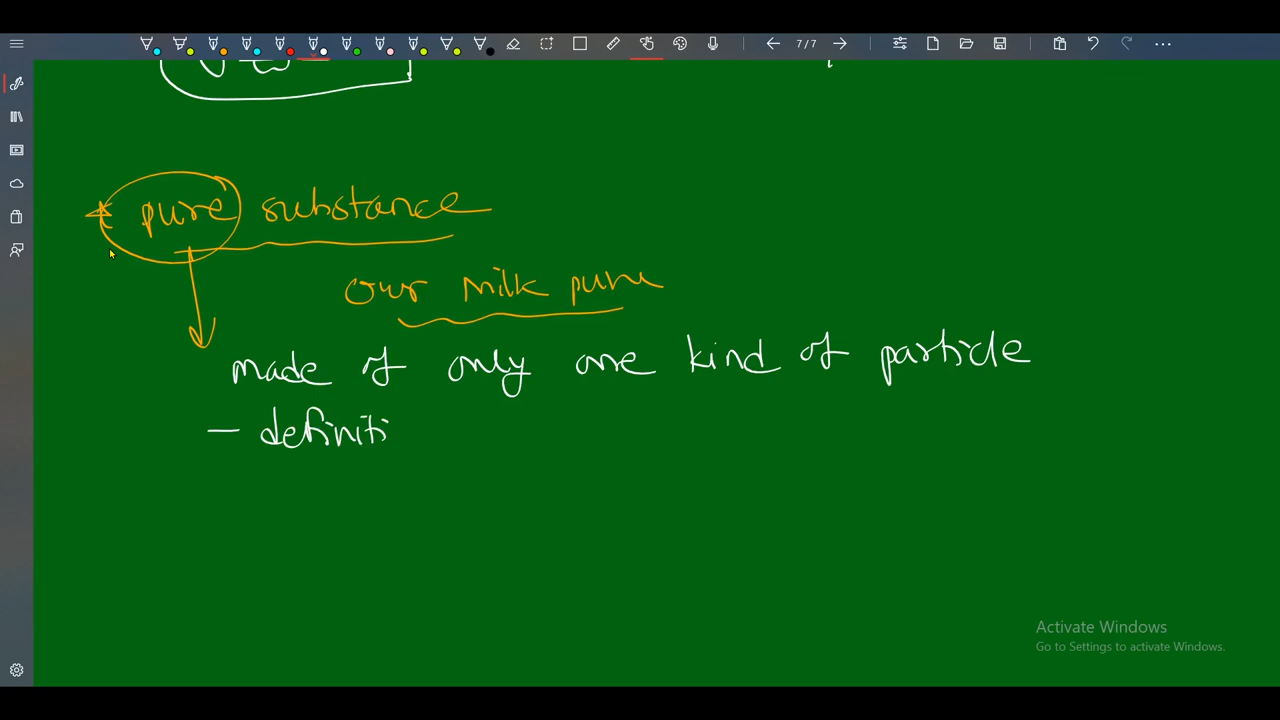 7/7
pure substance
Our milk pure
made of only one kind of particle
- definiti
Activate Windows
Go to Settings to activate Windows.